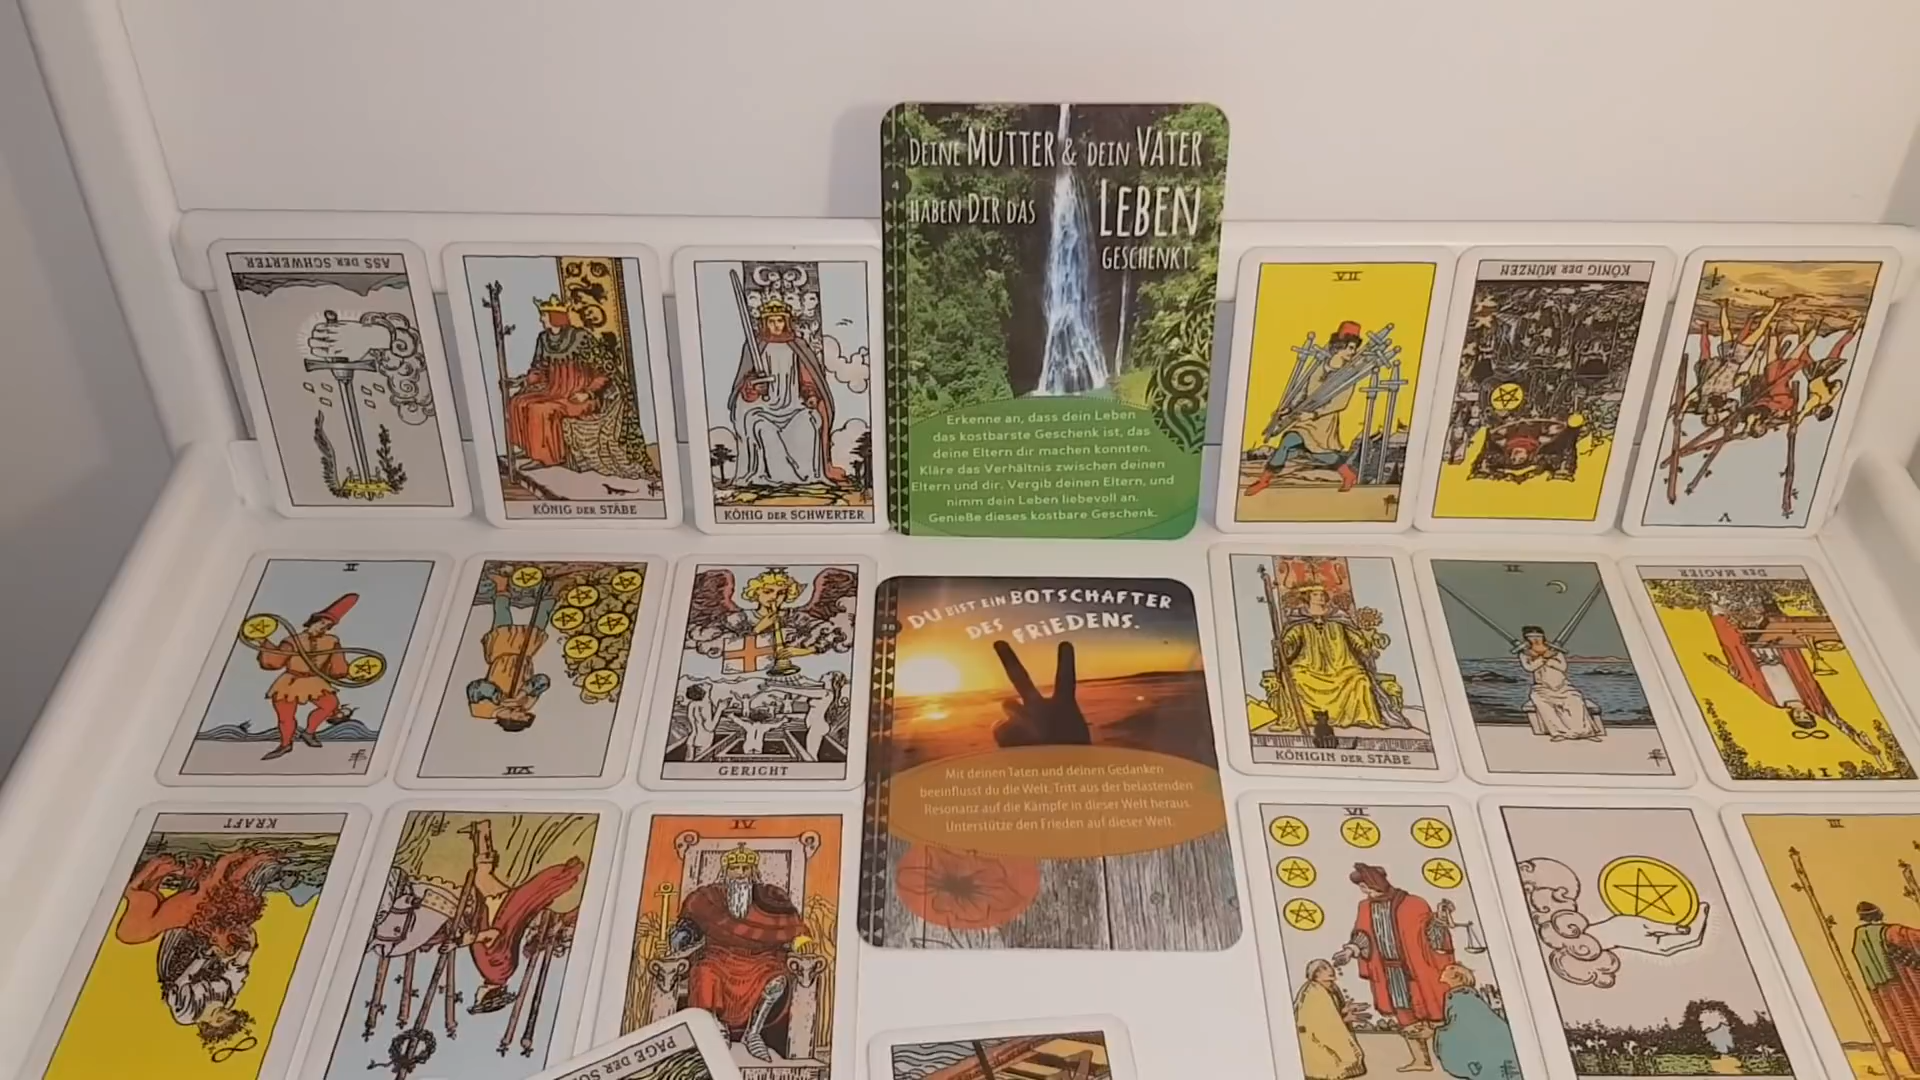 ASS DER SCHWERTER
KÖNIG DER STÄBE
KÖNIG DER SCHWERTER
4
DEINE MUTTER & DEIN VATER
HABEN DIR DAS LEBEN
GESCHENKT.
Erkenne an, dass dein Leben
das kostbarste Geschenk ist, das
deine Eltern dir machen konnten.
Kläre das Verhältnis zwischen deinen
Eltern und dir. Vergib deinen Eltern, und
nimm dein Leben liebevoll an.
Genieße dieses kostbare Geschenk.
VII
KÖNIG DER MÜNZEN
V
II
VII
GERICHT
38
DU BIST EIN BOTSCHAFTER
DES FRIEDENS.
Mit deinen Taten und deinen Gedanken
beeinflusst du die Welt. Tritt aus der belastenden
Resonanz auf die Kämpfe in dieser Welt heraus.
Unterstütze den Frieden auf dieser Welt.
KÖNIGIN DER STÄBE
II
DER MAGIER
I
KRAFT
IV
VI
III
PAGE DER